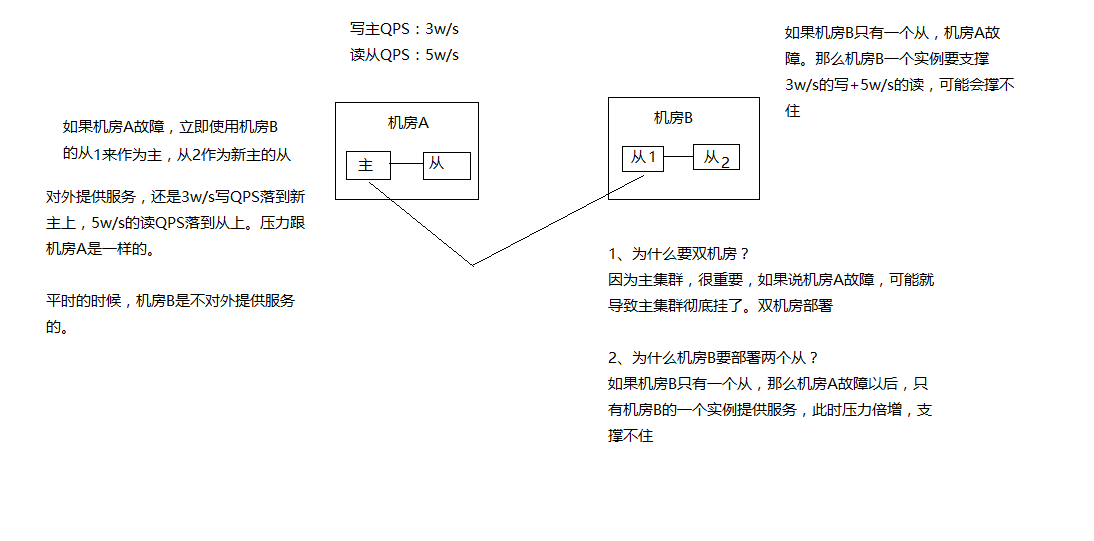 写主QPS：3w/s
读从QPS：5w/s
如果机房B只有一个从，机房A故
障。那么机房B一个实例要支撑
3w/s的写+5w/s的读，可能会撑不
住
如果机房A故障，立即使用机房B
的从1来作为主，从2作为新主的从
对外提供服务，还是3w/s写QPS落到新
主上，5w/s的读QPS落到从上。压力跟
机房A是一样的。
平时的时候，机房B是不对外提供服务
的。
机房A
主
从
机房B
从1
从2
1、为什么要双机房？
因为主集群，很重要，如果说机房A故障，可能就
导致主集群彻底挂了。双机房部署
2、为什么机房B要部署两个从？
如果机房B只有一个从，那么机房A故障以后，只
有机房B的一个实例提供服务，此时压力倍增，支
撑不住